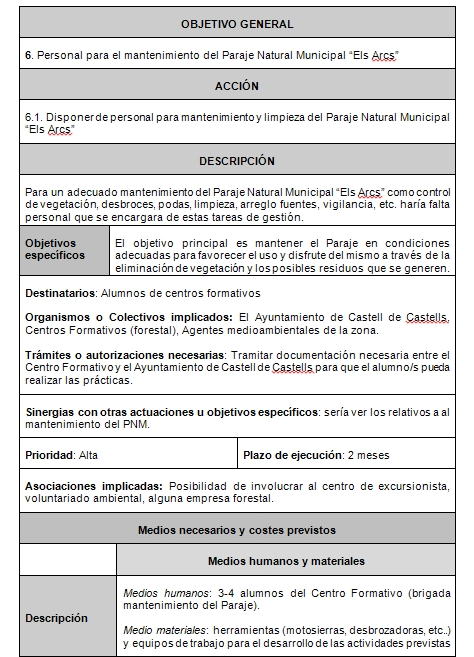 OBJETIVO GENERAL
6. Personal para el mantenimiento del Paraje Natural Municipal “Els Arcs”
ACCIÓN
6.1. Disponer de personal para mantenimiento y limpieza del Paraje Natural Municipal
“Els Arcs”
DESCRIPCIÓN
Para un adecuado mantenimiento del Paraje Natural Municipal “Els Arcs” como control
de vegetación, desbroces, podas, limpieza, arreglo fuentes, vigilancia, etc. haría falta
personal que se encargara de estas tareas de gestión.
Objetivos
específicos
El objetivo principal es mantener el Paraje en condiciones
adecuadas para favorecer el uso y disfrute del mismo a través de la
eliminación de vegetación y los posibles residuos que se generen.
Destinatarios: Alumnos de centros formativos
Organismos o Colectivos implicados: El Ayuntamiento de Castell de Castells,
Centros Formativos (forestal), Agentes medioambientales de la zona.
Trámites o autorizaciones necesarias: Tramitar documentación necesaria entre el
Centro Formativo y el Ayuntamiento de Castell de Castells para que el alumno/s pueda
realizar las prácticas.
Sinergias con otras actuaciones u objetivos específicos: sería ver los relativos a al
mantenimiento del PNM.
Prioridad: Alta
Plazo de ejecución: 2 meses
Asociaciones implicadas: Posibilidad de involucrar al centro de excursionista,
voluntariado ambiental, alguna empresa forestal.
Medios necesarios y costes previstos
Medios humanos y materiales
Descripción
Medios humanos: 3-4 alumnos del Centro Formativo (brigada
mantenimiento del Paraje).
Medio materiales: herramientas (motosierras, desbrozadoras, etc..)
y equipos de trabajo para el desarrollo de las actividades previstas